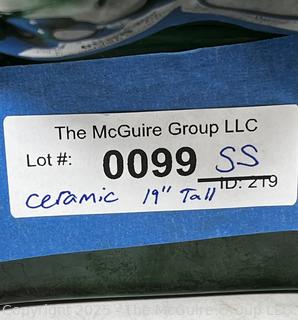 The McGuire Group LLC
Lot #: 0099 SS
ID: 219
ceramic 19" Tall
Copyright 2025 - The McGuire Group LLC